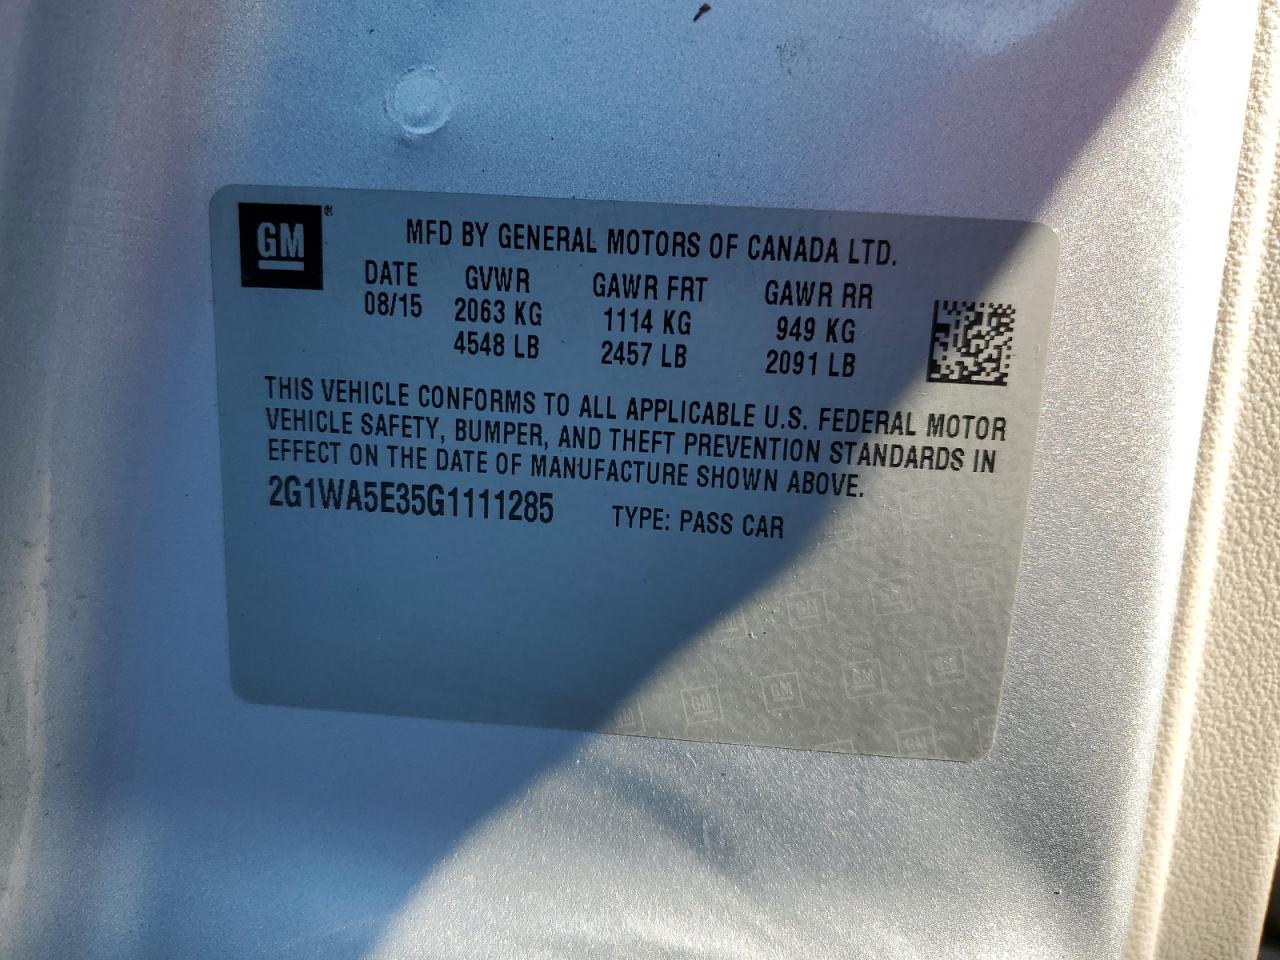 GM®
MFD BY GENERAL MOTORS OF CANADA LTD.
DATE GVWR GAWR FRT GAWR RR
08/15 2063 KG 1114 KG 949 KG
4548 LB 2457 LB 2091 LB
THIS VEHICLE CONFORMS TO ALL APPLICABLE U.S. FEDERAL MOTOR
VEHICLE SAFETY, BUMPER, AND THEFT PREVENTION STANDARDS IN
EFFECT ON THE DATE OF MANUFACTURE SHOWN ABOVE.
2G1WA5E35G1111285 TYPE: PASS CAR